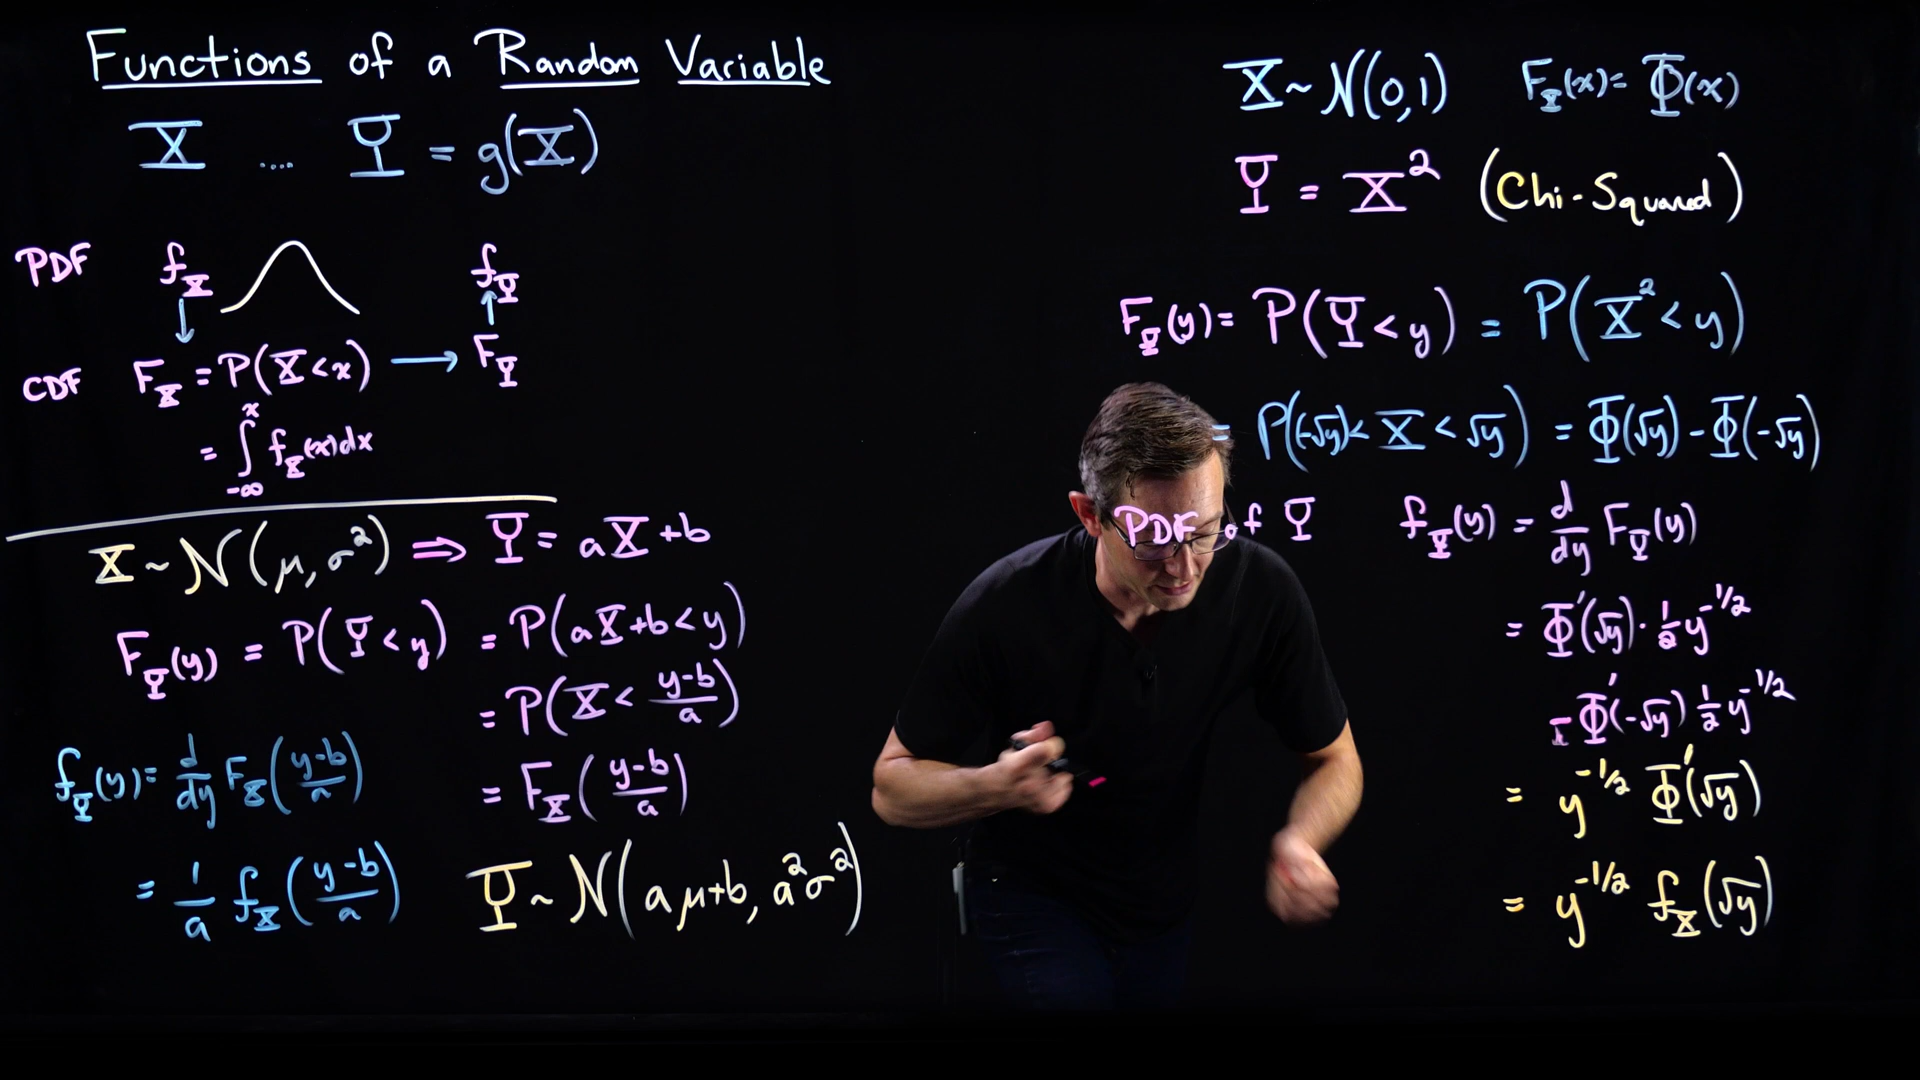 Functions of a Random Variable
X .... Y = g(X)
PDF f_X f_Y
CDF F_X = P(X < x) → F_Y
= ∫_{-∞}^{x} f_X(x)dx
X ~ N(μ, σ²) ⇒ Y = aX + b
F_Y(y) = P(Y < y) = P(aX + b < y)
= P(X < (y-b)/a)
= F_X((y-b)/a)
f_Y(y) = d/dy F_X((y-b)/a)
= 1/a f_X((y-b)/a)
Y ~ N(aμ+b, a²σ²)
X ~ N(0,1) F_X(x) = Φ(x)
Y = X² (Chi-Squared)
F_Y(y) = P(Y < y) = P(X² < y)
= P(-√y < X < √y) = Φ(√y) - Φ(-√y)
PDF of Y f_Y(y) = d/dy F_Y(y)
= Φ'(√y) · 1/2 y^{-1/2}
- Φ'(-√y) 1/2 y^{-1/2}
= y^{-1/2} Φ'(√y)
= y^{-1/2} f_X(√y)